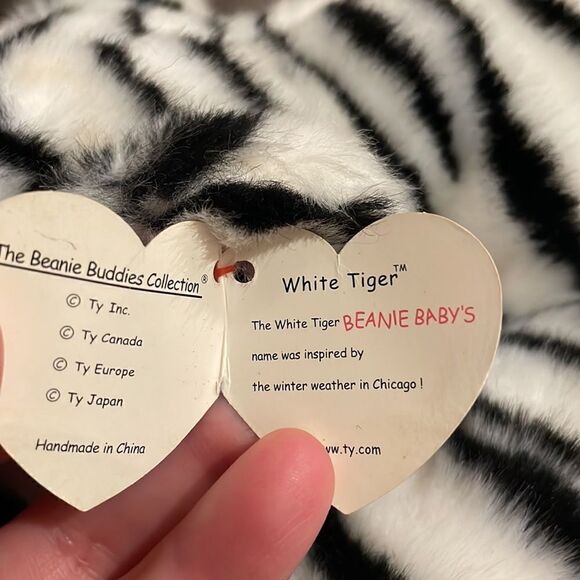 The Beanie Buddies Collection®
© Ty Inc.
© Ty Canada
© Ty Europe
© Ty Japan
Handmade in China
White Tiger™
The White Tiger BEANIE BABY'S
name was inspired by
the winter weather in Chicago !
w.ty.com